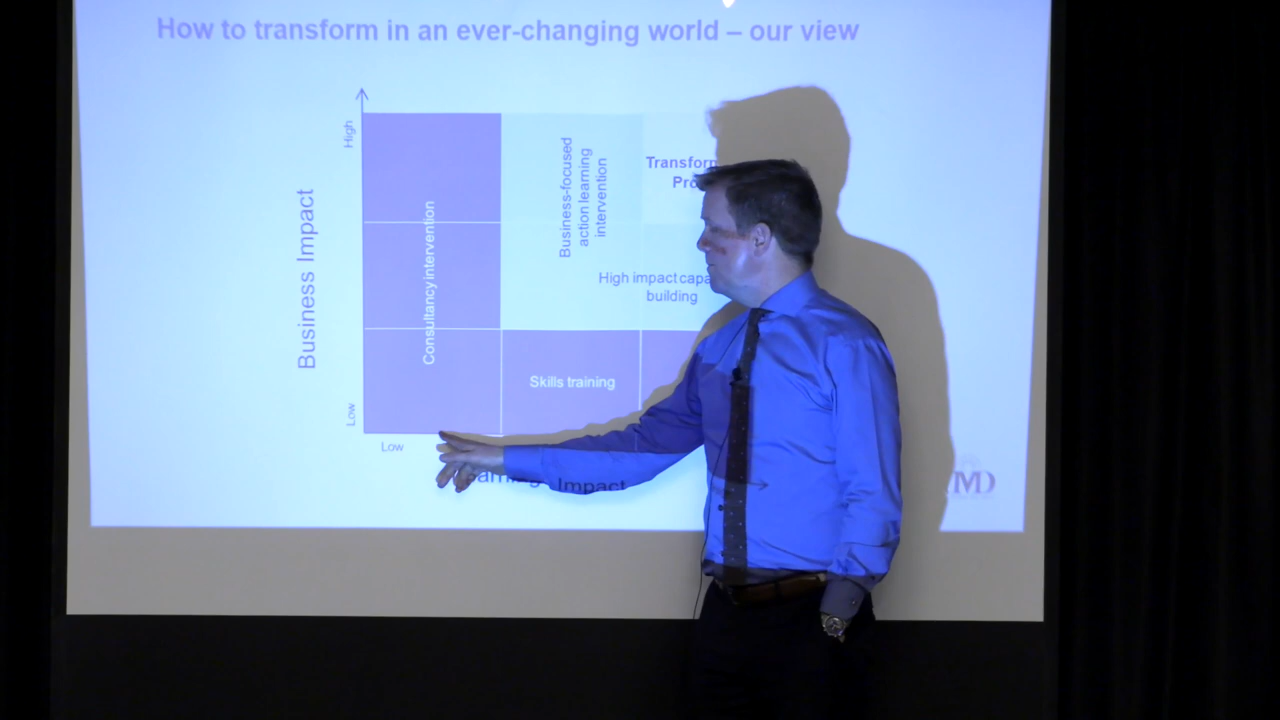 How to transform in an ever-changing world – our view
High
Business Impact
Low
Consultancy intervention
Business-focused
action learning
intervention
Transform
Pro
High impact capa
building
Skills training
Low
Impact
MD